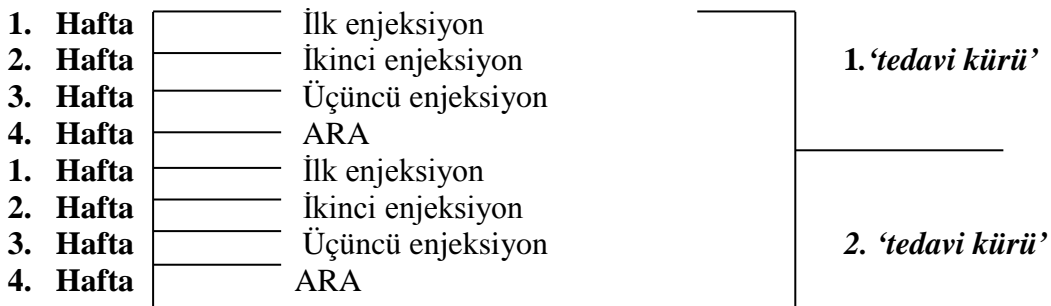 1. Hafta İlk enjeksiyon
2. Hafta İkinci enjeksiyon 1. ‘tedavi kürü’
3. Hafta Üçüncü enjeksiyon
4. Hafta ARA
1. Hafta İlk enjeksiyon
2. Hafta İkinci enjeksiyon
3. Hafta Üçüncü enjeksiyon 2. ‘tedavi kürü’
4. Hafta ARA